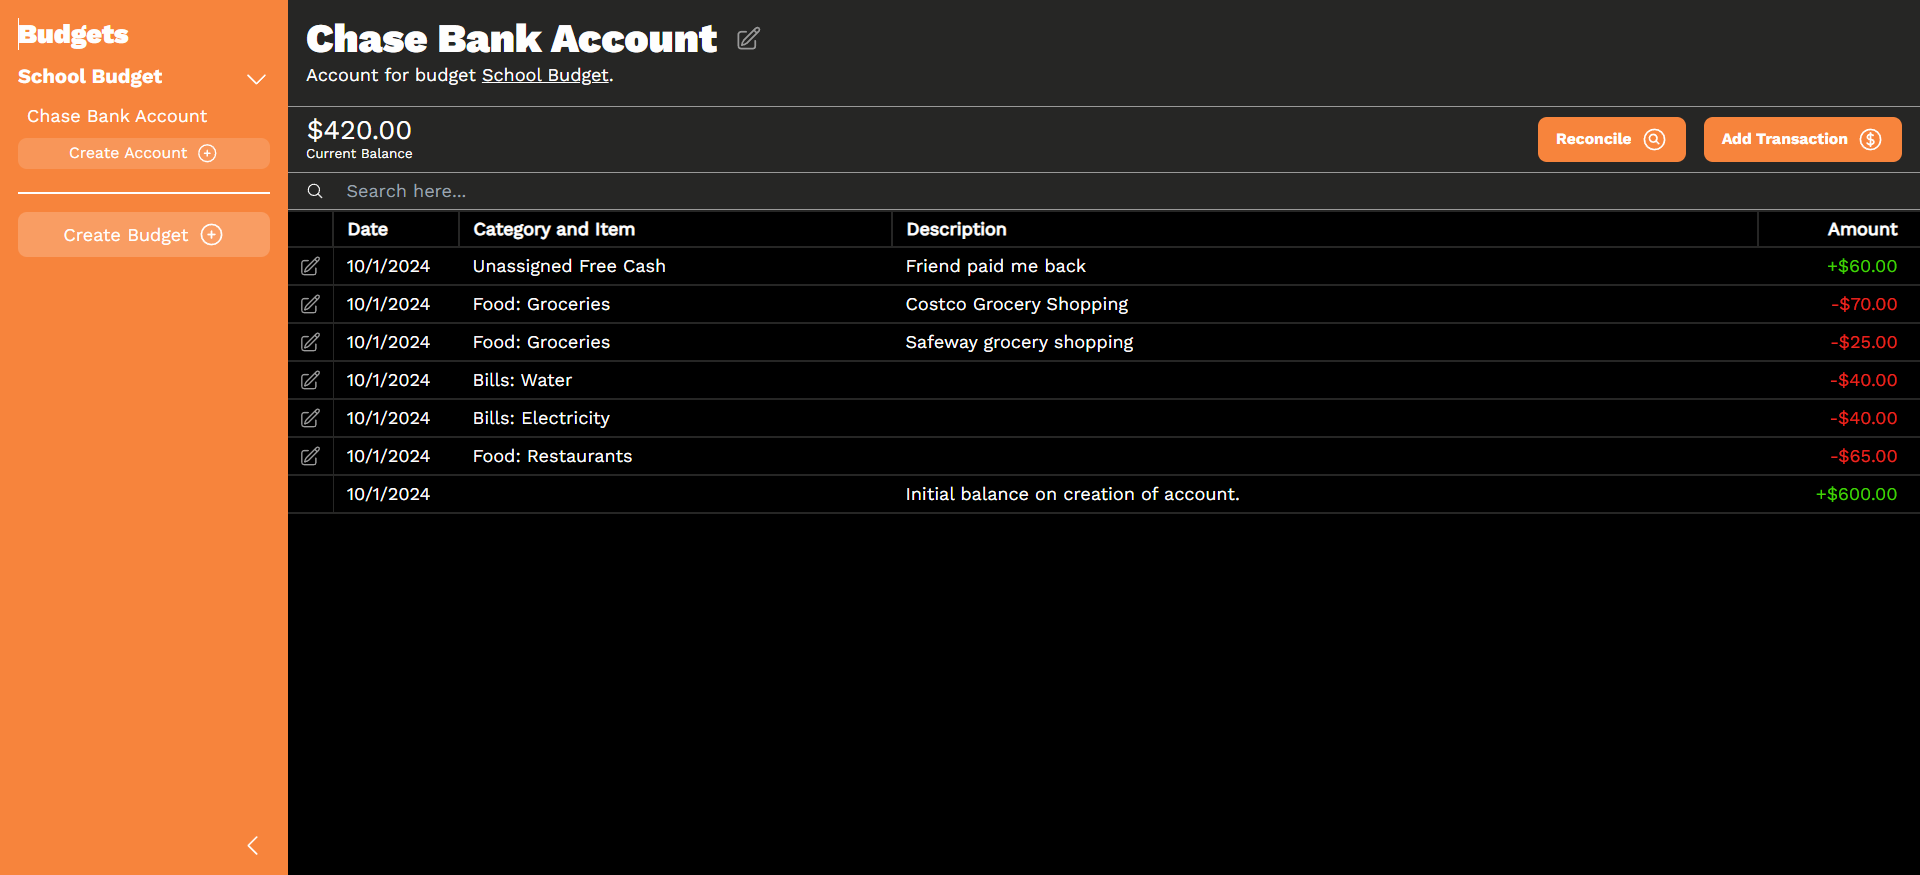 Budgets
School Budget
Chase Bank Account
Create Account
Create Budget
Chase Bank Account
Account for budget School Budget.
$420.00
Current Balance
Reconcile
Add Transaction $
Search here...
Date Category and Item Description Amount
10/1/2024 Unassigned Free Cash Friend paid me back +$60.00
10/1/2024 Food: Groceries Costco Grocery Shopping -$70.00
10/1/2024 Food: Groceries Safeway grocery shopping -$25.00
10/1/2024 Bills: Water -$40.00
10/1/2024 Bills: Electricity -$40.00
10/1/2024 Food: Restaurants -$65.00
10/1/2024 Initial balance on creation of account. +$600.00